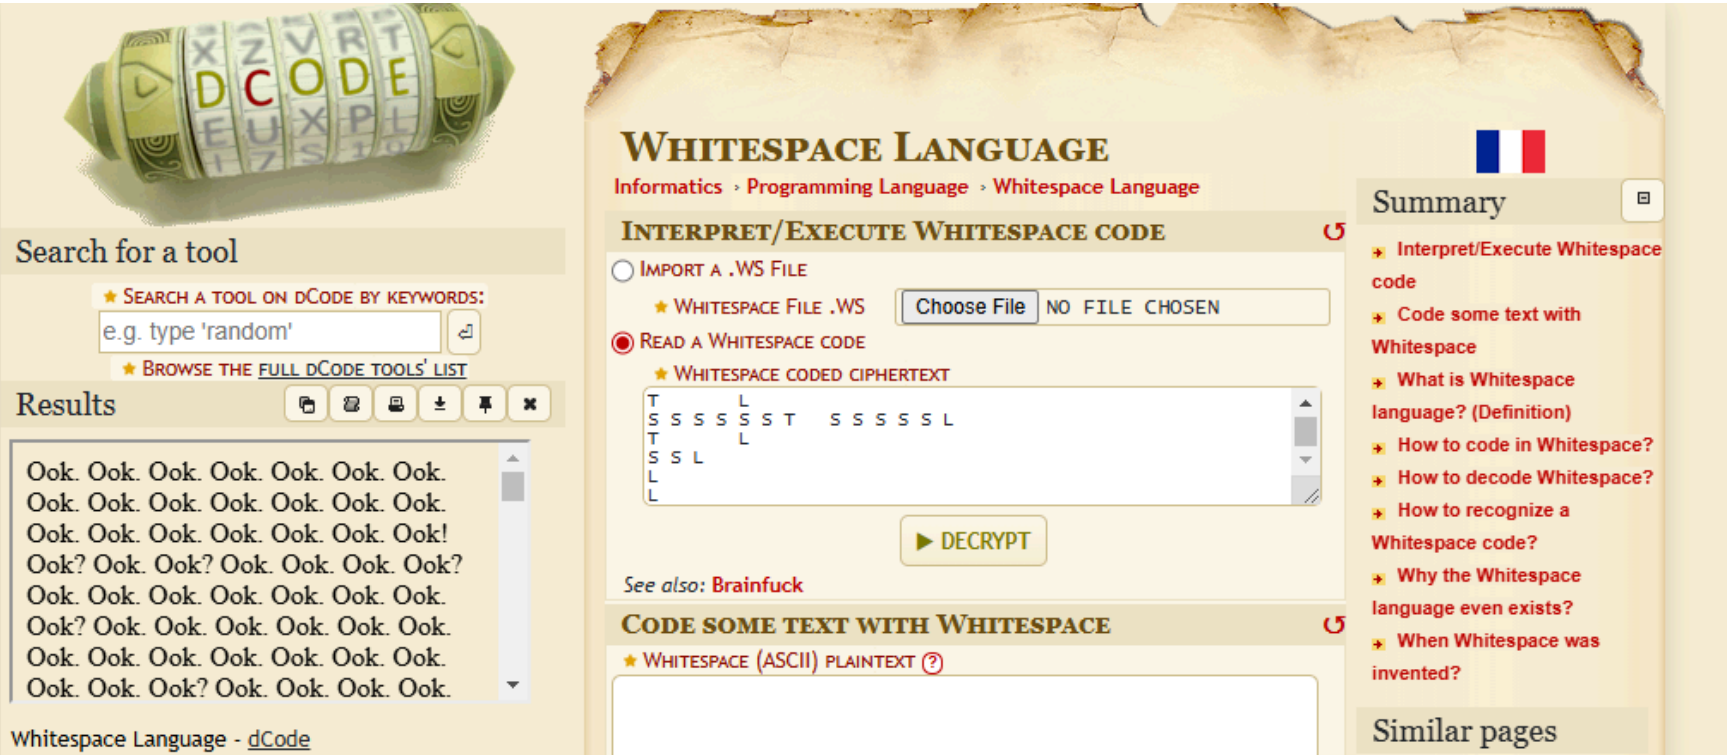 X Z V R T
D C O D E
E U X P L
Search for a tool
SEARCH A TOOL ON DCODE BY KEYWORDS:
e.g. type 'random'
BROWSE THE FULL DCODE TOOLS' LIST
Results
Ook. Ook. Ook. Ook. Ook. Ook. Ook.
Ook. Ook. Ook. Ook. Ook. Ook. Ook.
Ook. Ook. Ook. Ook. Ook. Ook. Ook!
Ook? Ook. Ook? Ook. Ook. Ook. Ook?
Ook. Ook. Ook. Ook. Ook. Ook. Ook.
Ook? Ook. Ook. Ook. Ook. Ook. Ook.
Ook. Ook. Ook. Ook. Ook. Ook. Ook.
Ook. Ook. Ook? Ook. Ook. Ook. Ook.
Whitespace Language - dCode
WHITESPACE LANGUAGE
Informatics › Programming Language › Whitespace Language
INTERPRET/EXECUTE WHITESPACE CODE
IMPORT A .WS FILE
WHITESPACE FILE .WS Choose File NO FILE CHOSEN
READ A WHITESPACE CODE
WHITESPACE CODED CIPHERTEXT
T L
S S S S S S T S S S S S L
T L
S S L
L
L
▶ DECRYPT
See also: Brainfuck
CODE SOME TEXT WITH WHITESPACE
WHITESPACE (ASCII) PLAINTEXT ?
Summary
Interpret/Execute Whitespace
code
Code some text with
Whitespace
What is Whitespace
language? (Definition)
How to code in Whitespace?
How to decode Whitespace?
How to recognize a
Whitespace code?
Why the Whitespace
language even exists?
When Whitespace was
invented?
Similar pages